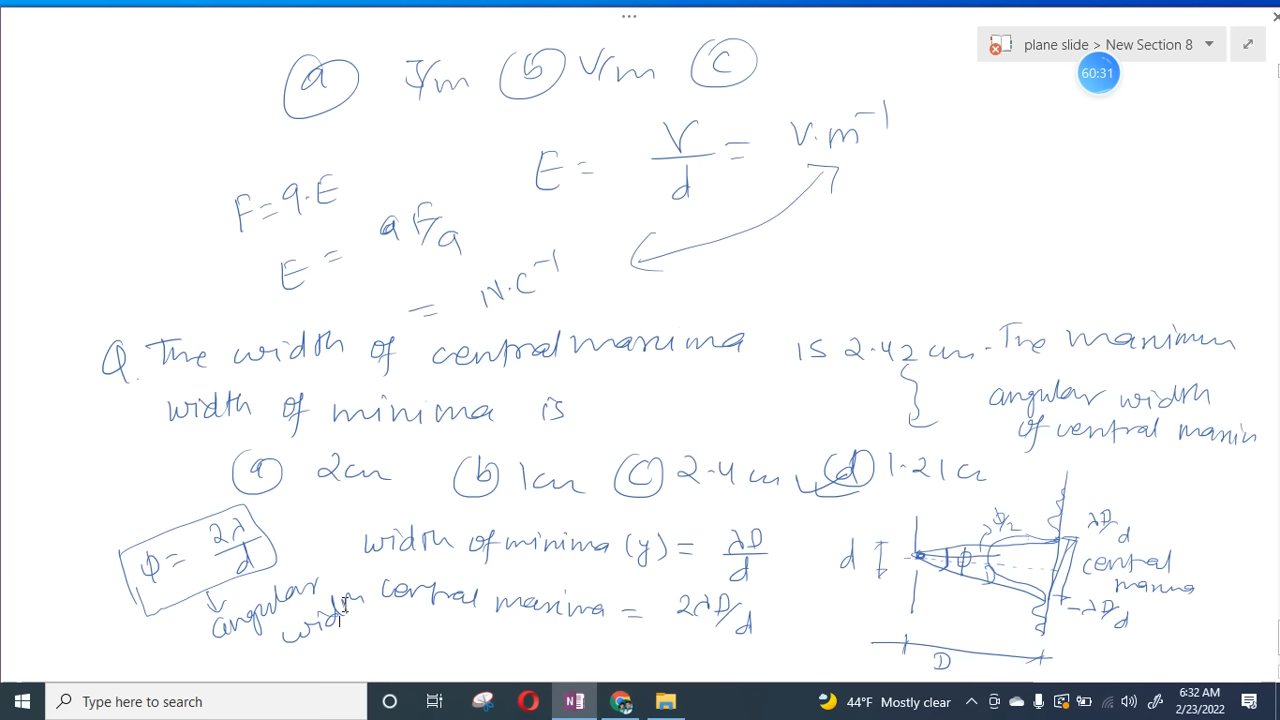 plane slide > New Section 8
60:31
a J/m b V/m c
E = V/d = V.m⁻¹
F = q.E
E = F/q
= N.C⁻¹
Q. The width of central maxima is 2.42 cm. The maximum
width of minima is
angular width
of central maxim
a 2cm b 1cm c 2.4 cm d 1.21 cm
φ = 2λ/d
angular
width
width of minima (y) = λD/d
central maxima = 2λD/d
d
φ
φ/2
D
λD/d
central
maxima
-λD/d
D
Type here to search
44°F Mostly clear
6:32 AM
2/23/2022